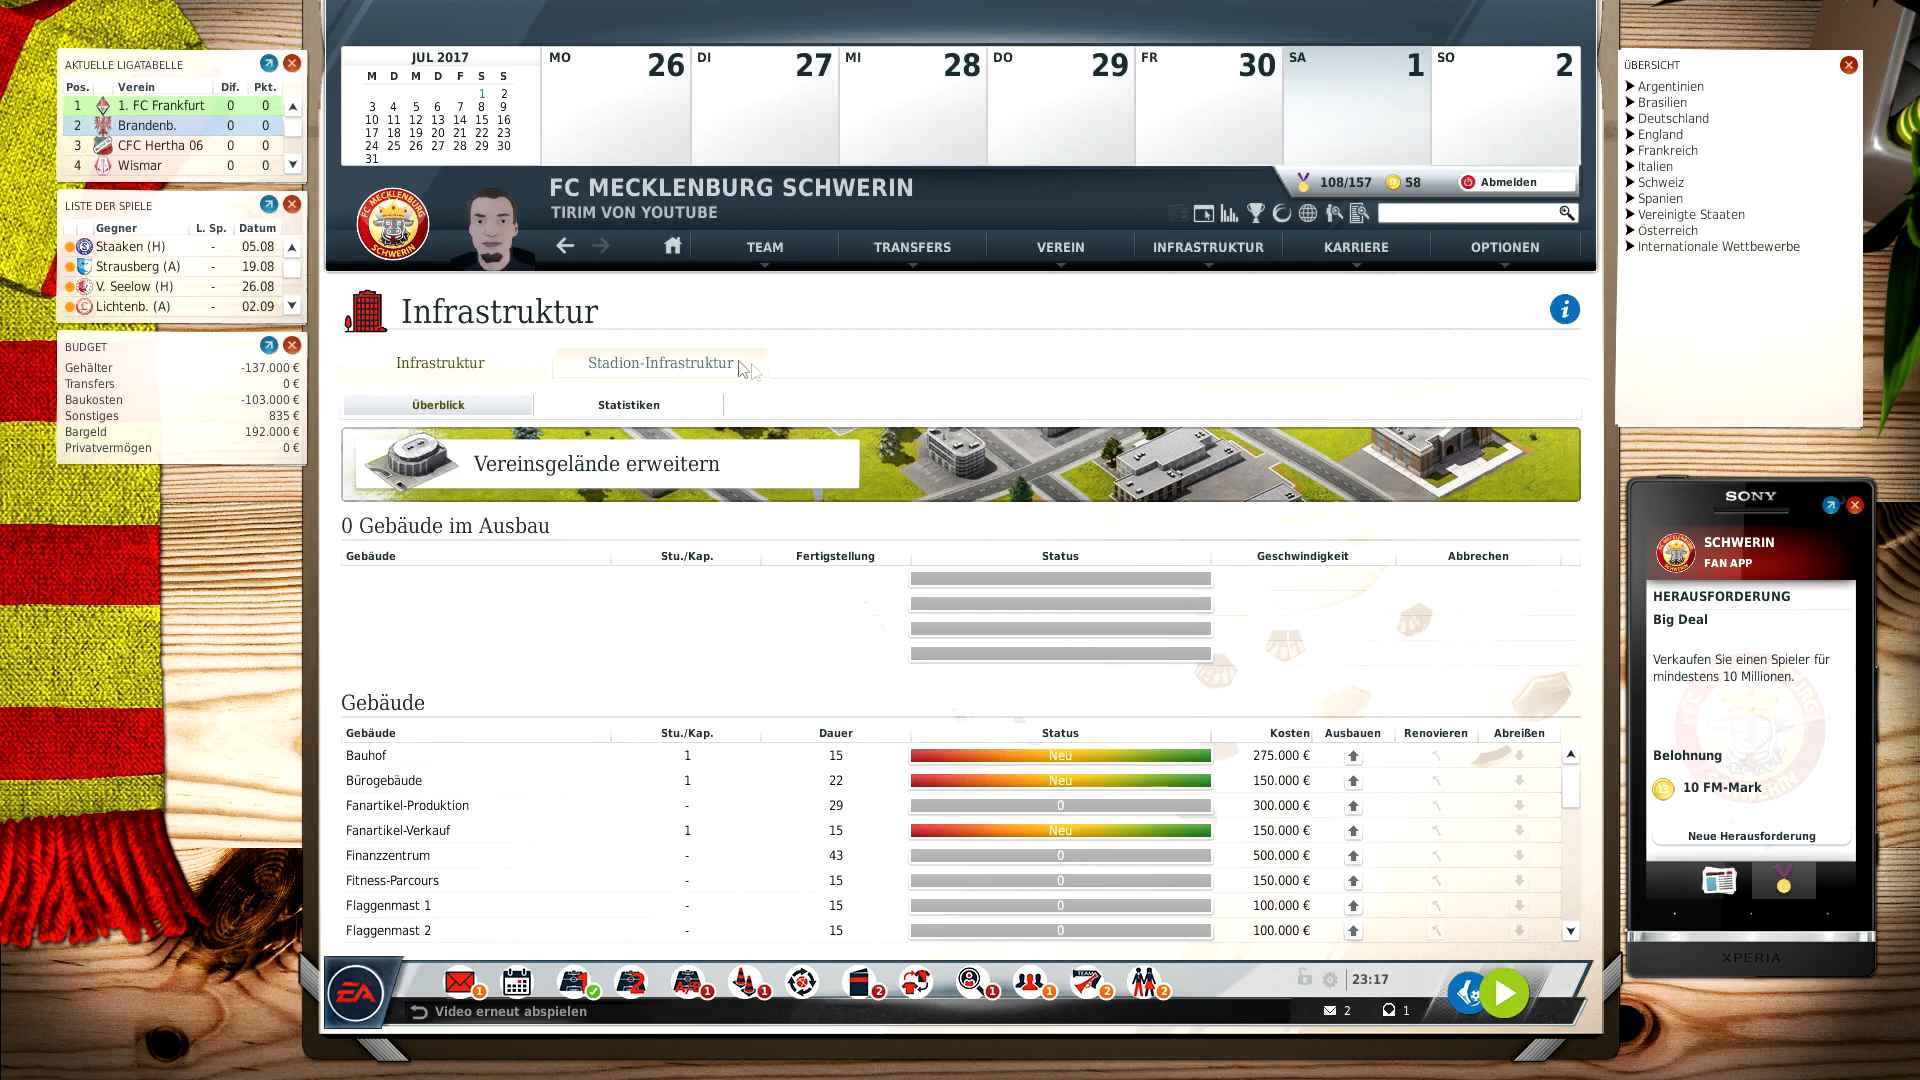 AKTUELLE LIGATABELLE
Pos. Verein Dif. Pkt.
1 1. FC Frankfurt 0 0
2 Brandenb. 0 0
3 CFC Hertha 06 0 0
4 Wismar 0 0
LISTE DER SPIELE
Gegner L. Sp. Datum
Staaken (H) - 05.08
Strausberg (A) - 19.08
V. Seelow (H) - 26.08
Lichtenb. (A) - 02.09
BUDGET
Gehälter -137.000 €
Transfers 0 €
Baukosten -103.000 €
Sonstiges 835 €
Bargeld 192.000 €
Privatvermögen 0 €
JUL 2017
M D M D F S S
1 2
3 4 5 6 7 8 9
10 11 12 13 14 15 16
17 18 19 20 21 22 23
24 25 26 27 28 29 30
31
MO 26 DI 27 MI 28 DO 29 FR 30 SA 1 SO 2
FC MECKLENBURG SCHWERIN
TIRIM VON YOUTUBE
108/157 58 Abmelden
TEAM TRANSFERS VEREIN INFRASTRUKTUR KARRIERE OPTIONEN
Infrastruktur
Infrastruktur Stadion-Infrastruktur
Überblick Statistiken
Vereinsgelände erweitern
0 Gebäude im Ausbau
Gebäude Stu./Kap. Fertigstellung Status Geschwindigkeit Abbrechen
Gebäude
Gebäude Stu./Kap. Dauer Status Kosten Ausbauen Renovieren Abreißen
Bauhof 1 15 Neu 275.000 €
Bürogebäude 1 22 Neu 150.000 €
Fanartikel-Produktion - 29 0 300.000 €
Fanartikel-Verkauf 1 15 Neu 150.000 €
Finanzzentrum - 43 0 500.000 €
Fitness-Parcours - 15 0 150.000 €
Flaggenmast 1 - 15 0 100.000 €
Flaggenmast 2 - 15 0 100.000 €
EA
1 1 2 A/B 1 1 2 1 1 TEAM 2 2
23:17
Video erneut abspielen
2 1
ÜBERSICHT
Argentinien
Brasilien
Deutschland
England
Frankreich
Italien
Schweiz
Spanien
Vereinigte Staaten
Österreich
Internationale Wettbewerbe
SONY
SCHWERIN
FAN APP
HERAUSFORDERUNG
Big Deal
Verkaufen Sie einen Spieler für
mindestens 10 Millionen.
Belohnung
10 FM-Mark
Neue Herausforderung
XPERIA